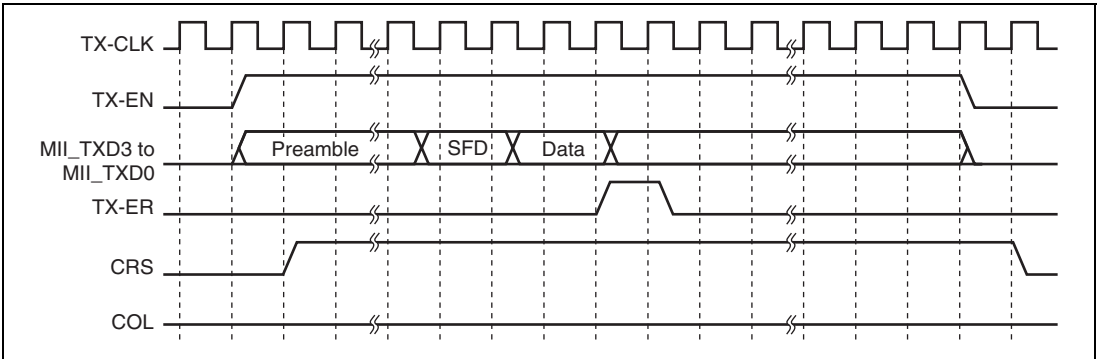 TX-CLK
TX-EN
MII_TXD3 to
MII_TXD0
Preamble
SFD
Data
TX-ER
CRS
COL